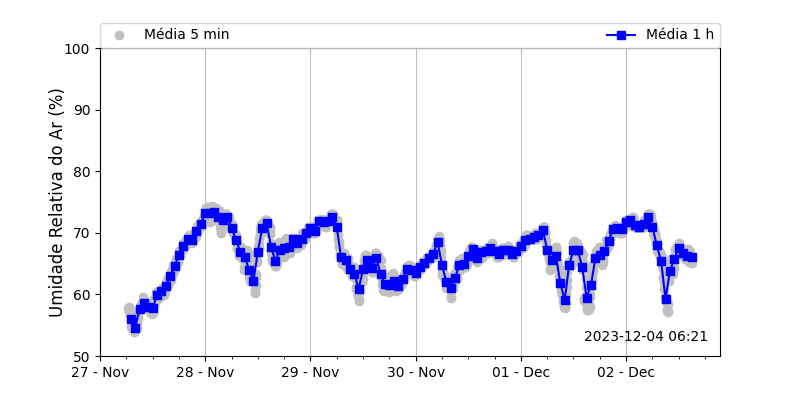 Média 5 min Média 1 h
Umidade Relativa do Ar (%)
100
90
80
70
60
50
2023-12-04 06:21
27 - Nov 28 - Nov 29 - Nov 30 - Nov 01 - Dec 02 - Dec